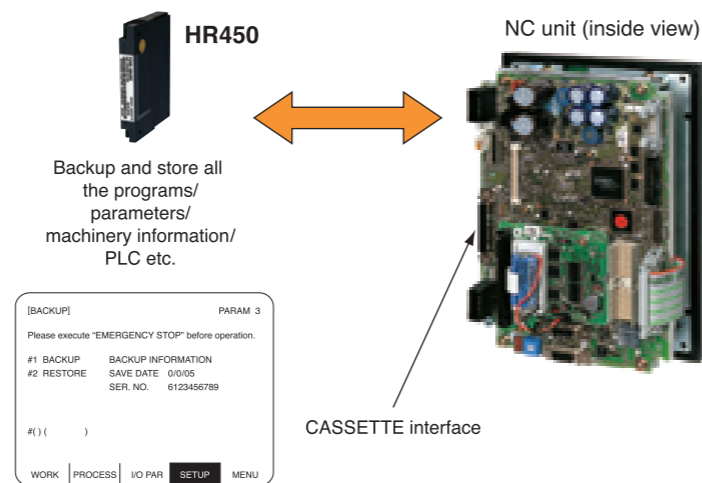 HR450
NC unit (inside view)
Backup and store all
the programs/
parameters/
machinery information/
PLC etc.
[BACKUP] PARAM 3
Please execute “EMERGENCY STOP” before operation.
#1 BACKUP BACKUP INFORMATION
#2 RESTORE SAVE DATE 0/0/05
SER. NO. 6123456789
#( ) ( )
WORK PROCESS I/O PAR SETUP MENU
CASSETTE interface